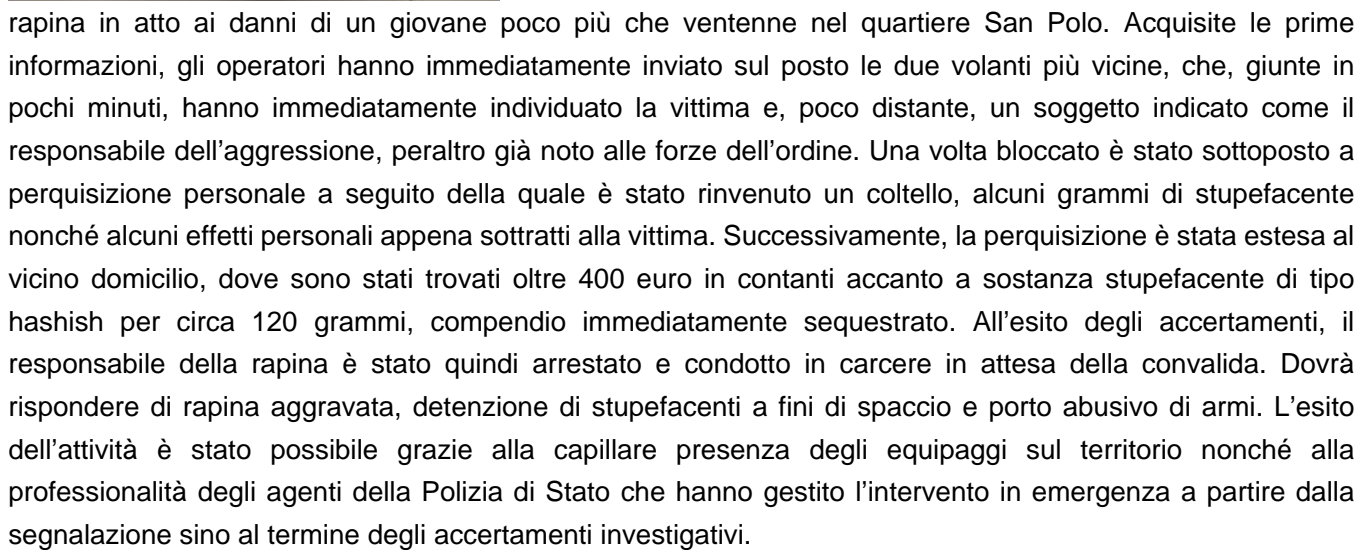 rapina in atto ai danni di un giovane poco più che ventenne nel quartiere San Polo. Acquisite le prime
informazioni, gli operatori hanno immediatamente inviato sul posto le due volanti più vicine, che, giunte in
pochi minuti, hanno immediatamente individuato la vittima e, poco distante, un soggetto indicato come il
responsabile dell’aggressione, peraltro già noto alle forze dell’ordine. Una volta bloccato è stato sottoposto a
perquisizione personale a seguito della quale è stato rinvenuto un coltello, alcuni grammi di stupefacente
nonché alcuni effetti personali appena sottratti alla vittima. Successivamente, la perquisizione è stata estesa al
vicino domicilio, dove sono stati trovati oltre 400 euro in contanti accanto a sostanza stupefacente di tipo
hashish per circa 120 grammi, compendio immediatamente sequestrato. All’esito degli accertamenti, il
responsabile della rapina è stato quindi arrestato e condotto in carcere in attesa della convalida. Dovrà
rispondere di rapina aggravata, detenzione di stupefacenti a fini di spaccio e porto abusivo di armi. L’esito
dell’attività è stato possibile grazie alla capillare presenza degli equipaggi sul territorio nonché alla
professionalità degli agenti della Polizia di Stato che hanno gestito l’intervento in emergenza a partire dalla
segnalazione sino al termine degli accertamenti investigativi.